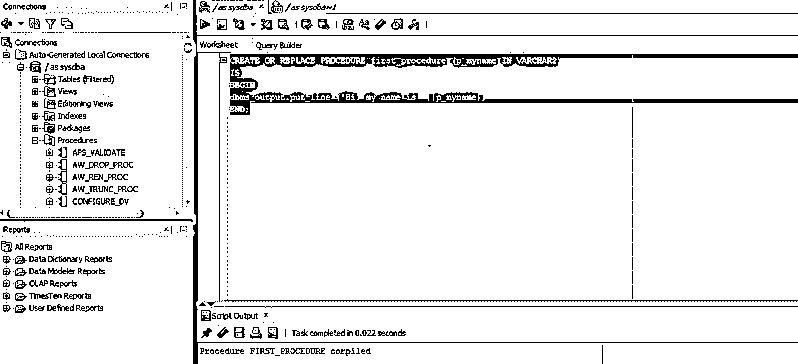 Connections
/ as syscba
/ as syscba~1
Worksheet
Query Builder
Connections
Auto-Generated Local Connections
/ as syscba
Tables (Filtered)
Views
Editioning Views
Indexes
Packages
Procedures
APS_VALIDATE
AW_DROP_PROC
AW_REN_PROC
AW_TRUNC_PROC
CONFIGURE_DV
CREATE OR REPLACE PROCEDURE first_procedure (p_myname IN VARCHAR2)
IS
BEGIN
dbms_output.put_line('Hi my name is ||p_myname);
END;
Reports
All Reports
Data Dictionary Reports
Data Modeler Reports
OLAP Reports
TimesTen Reports
User Defined Reports
Script Output
Task completed in 0.022 seconds
Procedure FIRST_PROCEDURE compiled